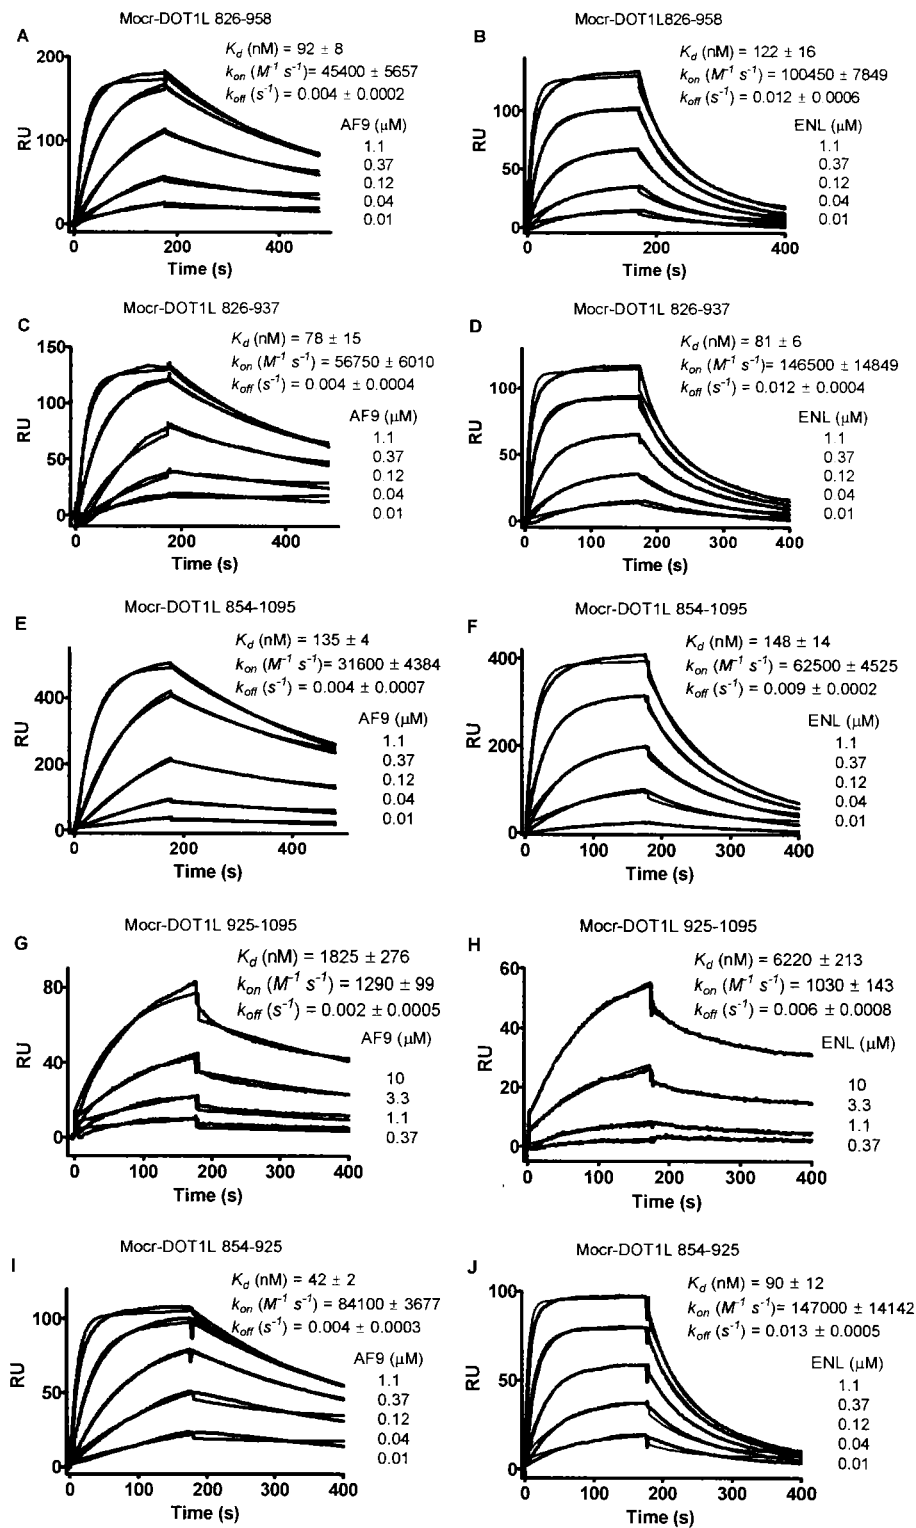 Mocr-DOT1L 826-958
A
K_d (nM) = 92 ± 8
k_on (M^-1 s^-1)= 45400 ± 5657
k_off (s^-1) = 0.004 ± 0.0002
AF9 (μM)
1.1
0.37
0.12
0.04
0.01
200
100
0
RU
0 200 400
Time (s)
Mocr-DOT1L826-958
B
K_d (nM) = 122 ± 16
k_on (M^-1 s^-1)= 100450 ± 7849
k_off (s^-1) = 0.012 ± 0.0006
ENL (μM)
1.1
0.37
0.12
0.04
0.01
100
50
0
RU
0 200 400
Time (s)
Mocr-DOT1L 826-937
C
K_d (nM) = 78 ± 15
k_on (M^-1 s^-1) = 56750 ± 6010
k_off (s^-1) = 0 004 ± 0.0004
AF9 (μM)
1.1
0.37
0.12
0.04
0.01
150
100
50
0
RU
0 200 400
Time (s)
Mocr-DOT1L 826-937
D
K_d (nM) = 81 ± 6
k_on (M^-1 s^-1)= 146500 ± 14849
k_off (s^-1) = 0.012 ± 0.0004
ENL (μM)
1.1
0.37
0.12
0.04
0.01
100
50
0
RU
0 100 200 300 400
Time (s)
Mocr-DOT1L 854-1095
E
K_d (nM) = 135 ± 4
k_on (M^-1 s^-1)= 31600 ± 4384
k_off (s^-1) = 0.004 ± 0.0007
AF9 (μM)
1.1
0.37
0.12
0.04
0.01
400
200
0
RU
0 200 400
Time (s)
Mocr-DOT1L 854-1095
F
K_d (nM) = 148 ± 14
k_on (M^-1 s^-1)= 62500 ± 4525
k_off (s^-1) = 0.009 ± 0.0002
ENL (μM)
1.1
0.37
0.12
0.04
0.01
400
200
0
RU
0 100 200 300 400
Time (s)
Mocr-DOT1L 925-1095
G
K_d (nM) = 1825 ± 276
k_on (M^-1 s^-1) = 1290 ± 99
k_off (s^-1) = 0.002 ± 0.0005
AF9 (μM)
10
3.3
1.1
0.37
80
40
0
RU
0 100 200 300 400
Time (s)
Mocr-DOT1L 925-1095
H
K_d (nM) = 6220 ± 213
k_on (M^-1 s^-1) = 1030 ± 143
k_off (s^-1) = 0.006 ± 0.0008
ENL (μM)
10
3.3
1.1
0.37
60
40
20
0
RU
0 100 200 300 400
Time (s)
Mocr-DOT1L 854-925
I
K_d (nM) = 42 ± 2
k_on (M^-1 s^-1) = 84100 ± 3677
k_off (s^-1) = 0.004 ± 0.0003
AF9 (μM)
1.1
0.37
0.12
0.04
0.01
100
50
0
RU
0 100 200 300 400
Time (s)
Mocr-DOT1L 854-925
J
K_d (nM) = 90 ± 12
k_on (M^-1 s^-1)= 147000 ± 14142
k_off (s^-1) = 0.013 ± 0.0005
ENL (μM)
1.1
0.37
0.12
0.04
0.01
100
50
0
RU
0 100 200 300 400
Time (s)